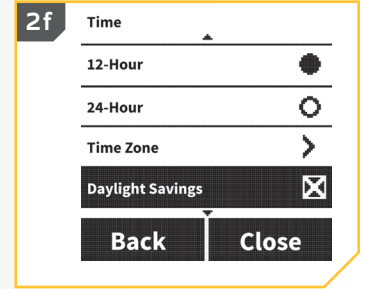 2f
Time
12-Hour
24-Hour
Time Zone
Daylight Savings
Back Close